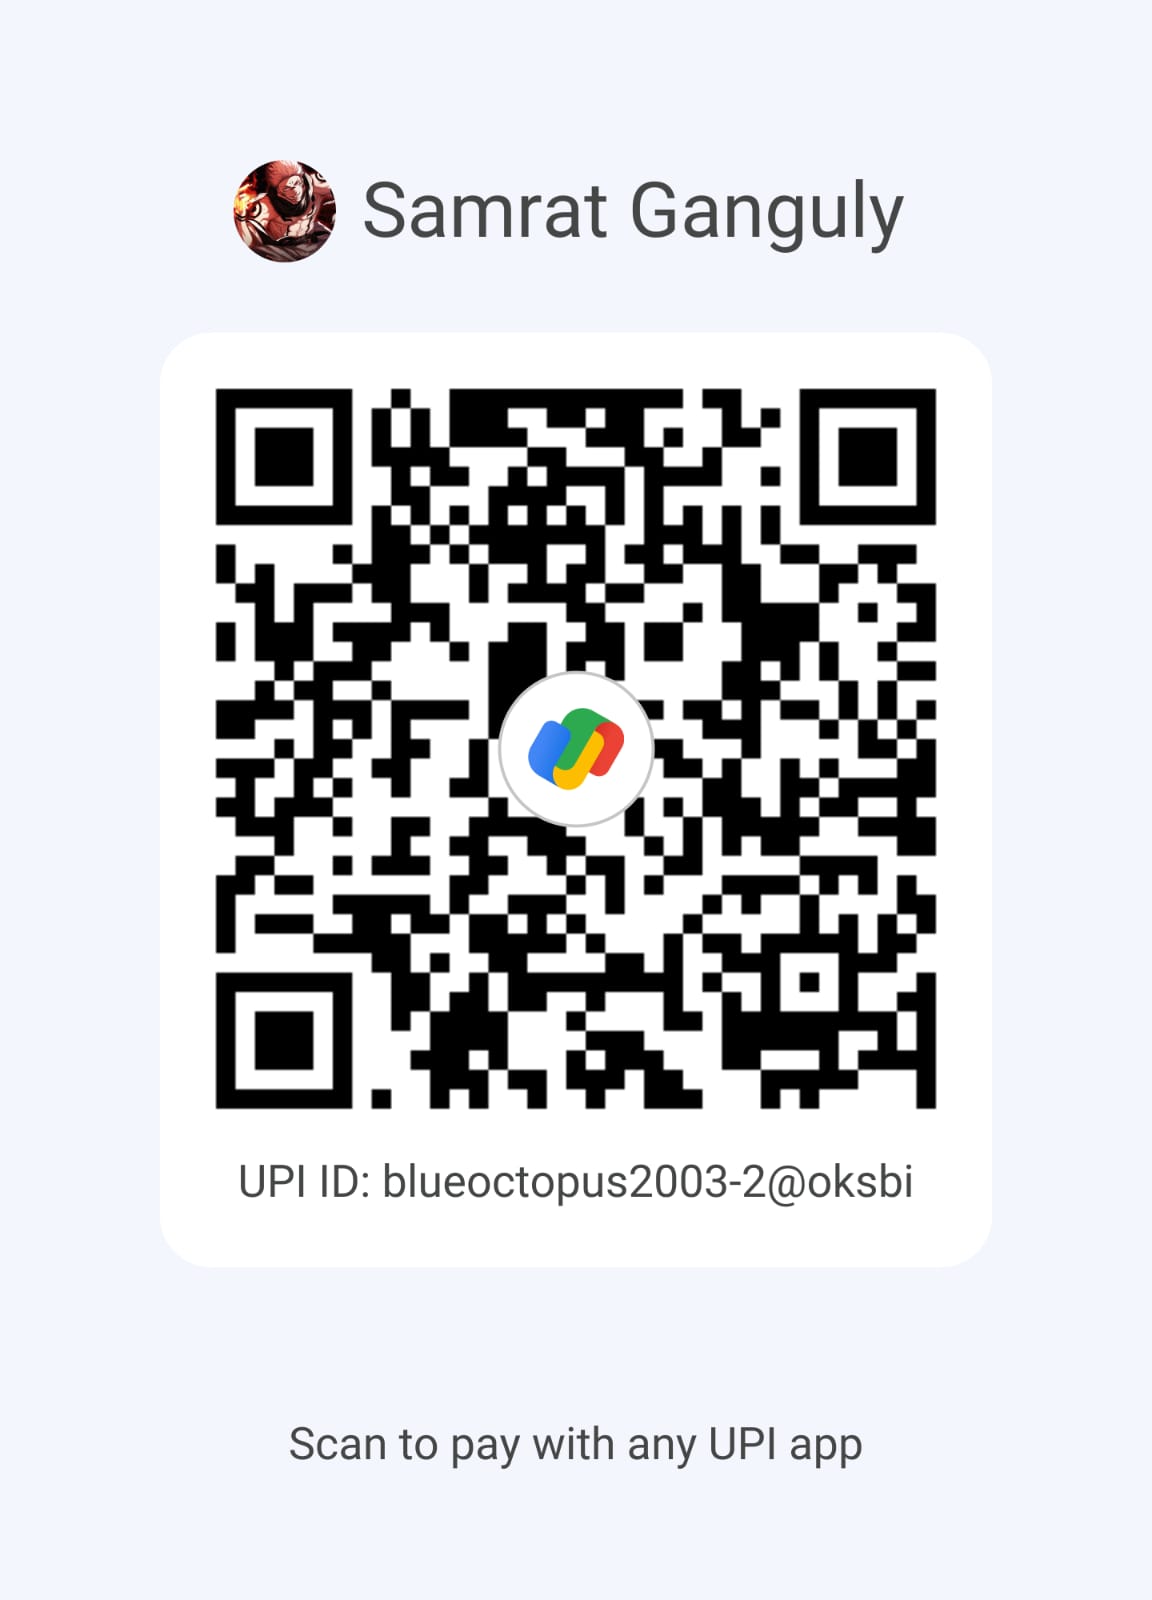 Samrat Ganguly
UPI ID: blueoctopus2003-2@oksbi
Scan to pay with any UPI app